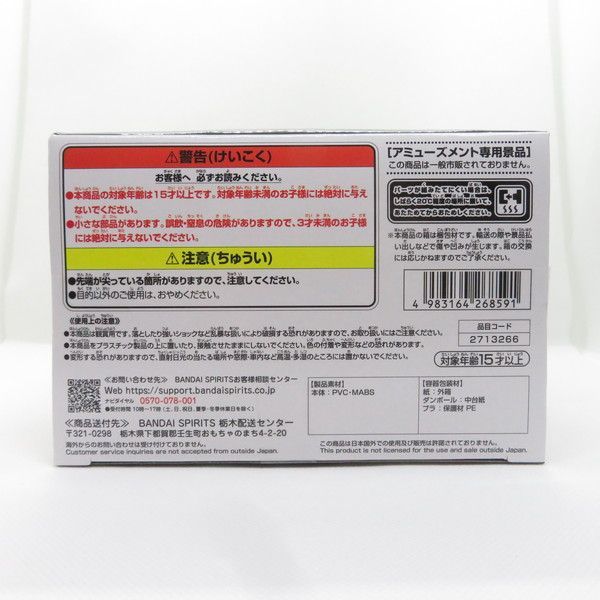 ⚠警告(けいこく)
お客様へ 必ずお読みください。
●本商品の対象年齢は15才以上です。対象年齢未満のお子様には絶対に与え
ないでください。
●小さな部品があります。誤飲、窒息の危険がありますので、3才未満のお子様
には絶対に与えないでください。
⚠注意(ちゅうい)
●先端が尖っている箇所がありますので、注意してください。
●目的以外のご使用は、おやめください。
【アミューズメント専用景品】
この商品は一般市販されておりません。
パーツが組みたてにくい場合は、
しばらく20℃程度の場所に置いて、
あたためてからおためしください。
※本商品の箱は梱包材です。輸送の際や景品払
い出しなどで傷や凹みが生じます。箱の交換
には応じかねますのでご了承ください。
4 983164 268591
品目コード
2713266
対象年齢15才以上
《使用上の注意》
●本商品は観賞用です。落としたり強いショックなど乱暴な扱いにより破損する恐れがありますので、お取り扱いにはご注意ください。
●本商品をプラスチック製品の上に置いたり、接触させたままにしないでください。色の付着や変形などの恐れがあります。
●変形する恐れがありますので、直射日光の当たる場所や窓際・車内など高温・多湿のところには置かないでください。
《お問い合わせ先》 BANDAI SPIRITSお客様相談センター
Web https://support.bandaispirits.co.jp
ナビダイヤル 0570-078-001
受付時間 10時~17時(土、日、祝日、夏季・冬季休業日を除く)
《商品送付先》 BANDAI SPIRITS 栃木配送センター
〒321-0298 栃木県下都賀郡壬生町おもちゃのまち4-2-20
海外からのお問い合わせは受け付けておりません。
Customer service inquiries are not accepted from outside Japan.
【製品素材】
本体：PVC・MABS
【容器包装材】
紙：外箱
ダンボール：中台紙
プラ：保護材 PE
この商品は日本国外での使用及び販売は許諾されておりません。
This product is not licensed for the use and sale outside Japan.